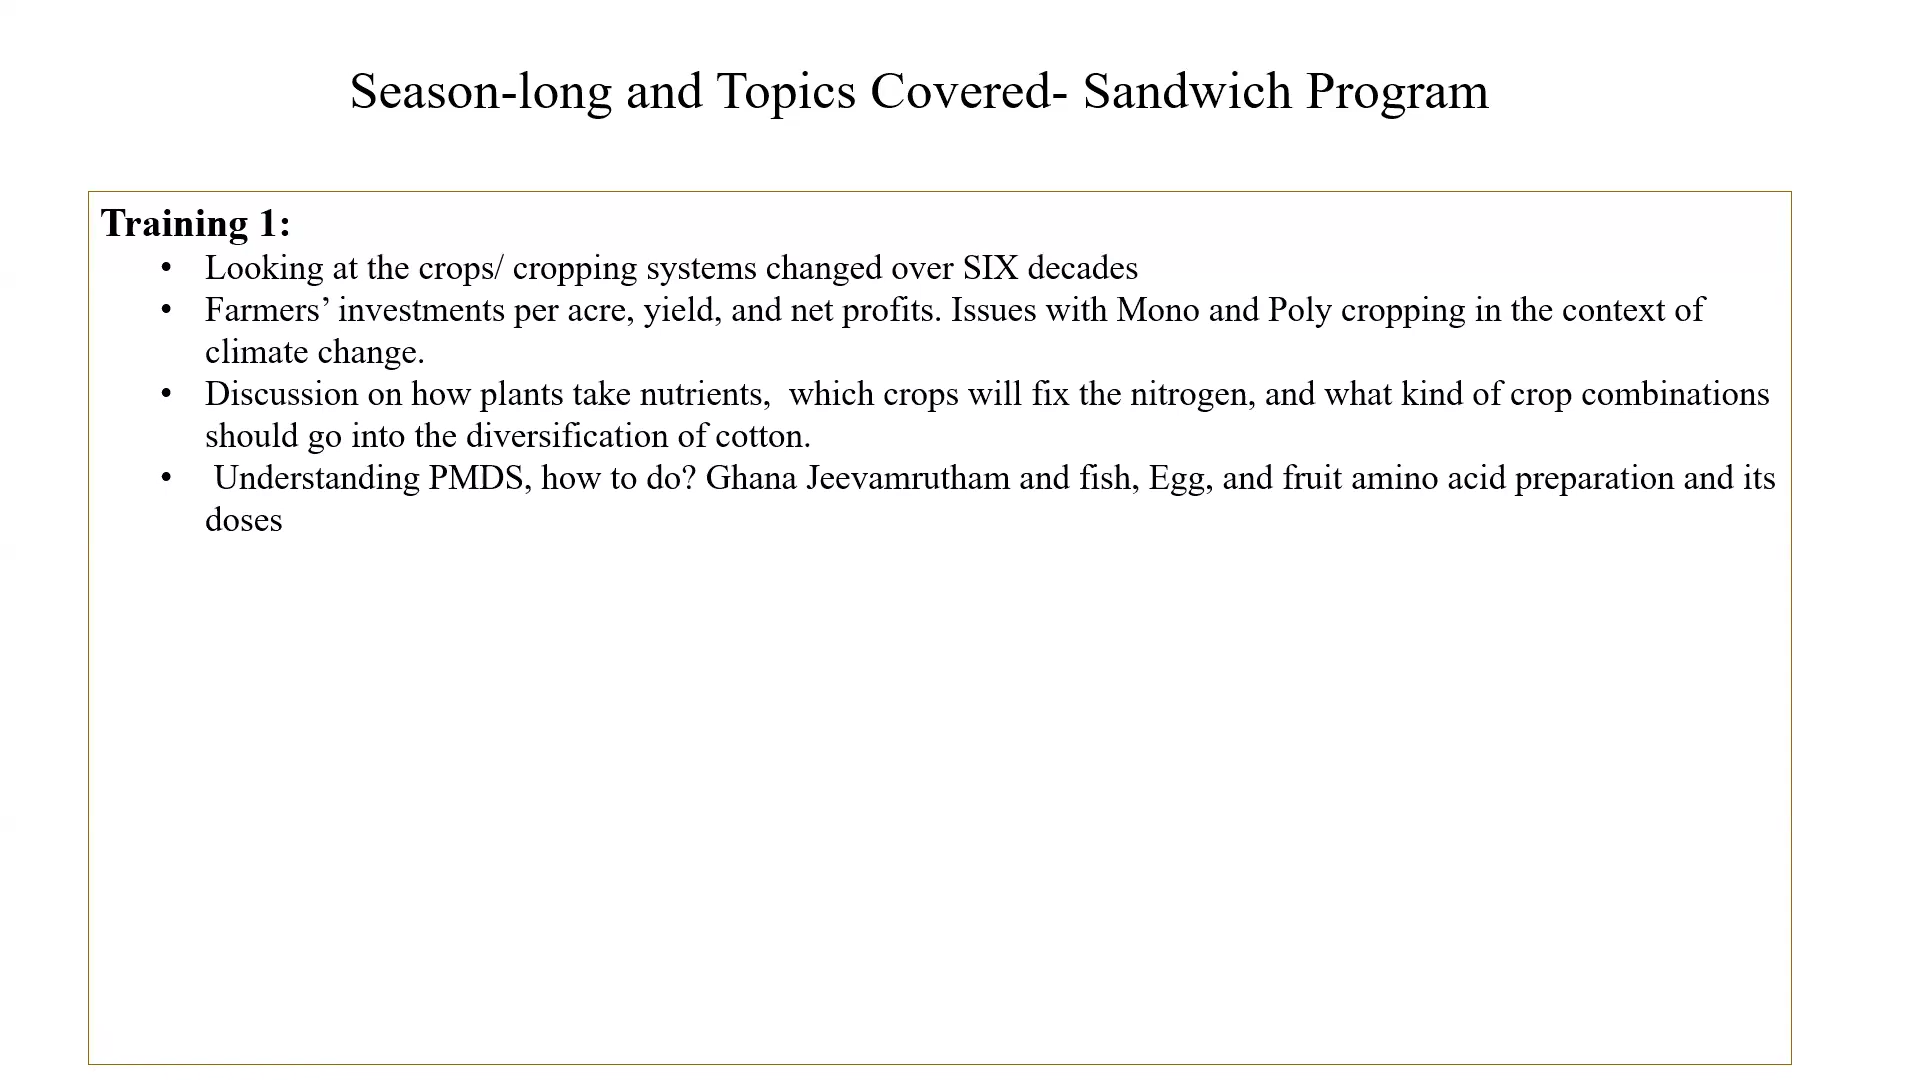 Season-long and Topics Covered- Sandwich Program
Training 1:
• Looking at the crops/ cropping systems changed over SIX decades
• Farmers’ investments per acre, yield, and net profits. Issues with Mono and Poly cropping in the context of
climate change.
• Discussion on how plants take nutrients,  which crops will fix the nitrogen, and what kind of crop combinations
should go into the diversification of cotton.
•  Understanding PMDS, how to do? Ghana Jeevamrutham and fish, Egg, and fruit amino acid preparation and its
doses